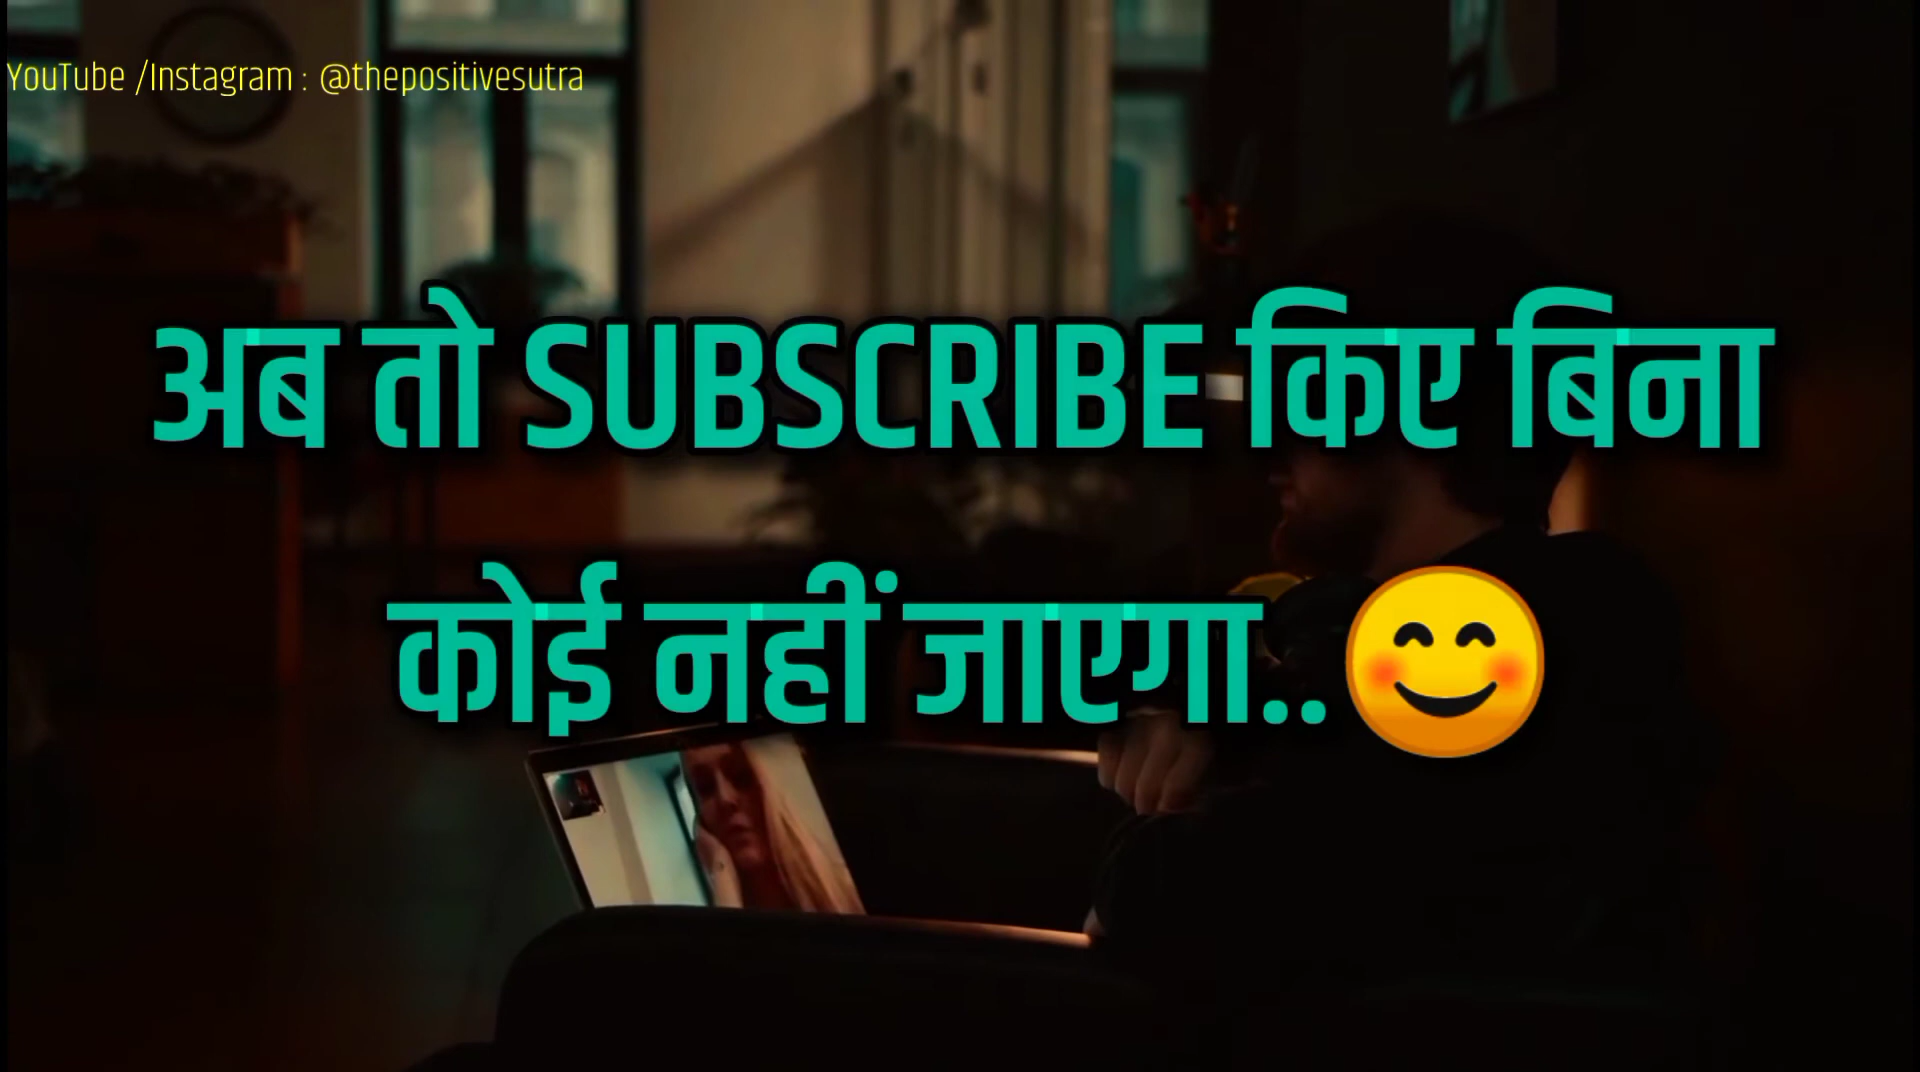 YouTube /Instagram : @thepositivesutra
अब तो SUBSCRIBE किए बिना
कोई नहीं जाएगा..😊